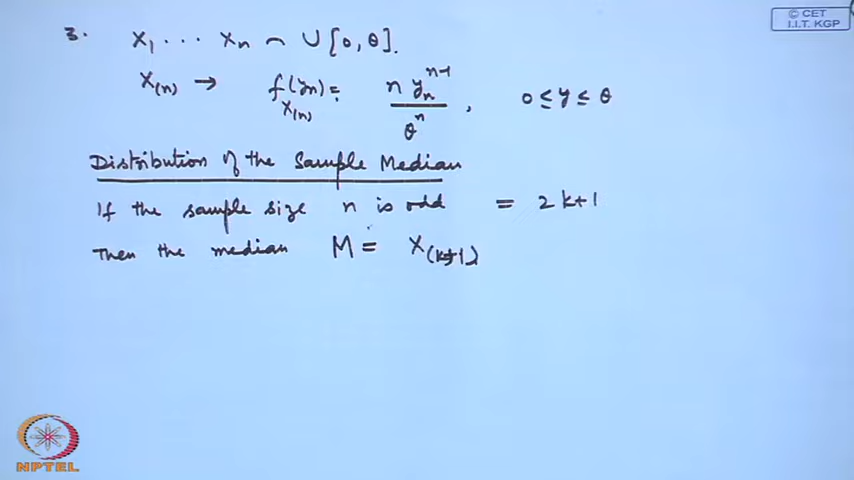 © CET
I.I.T. KGP
3. X1 ... Xn ~ U[0, θ].
X(n) → f(yn) = n yn^(n-1) / θ^n , 0 ≤ y ≤ θ
X(n)
Distribution of the Sample Median
If the sample size n is odd = 2k+1
Then the median M = X(k+1)
NPTEL